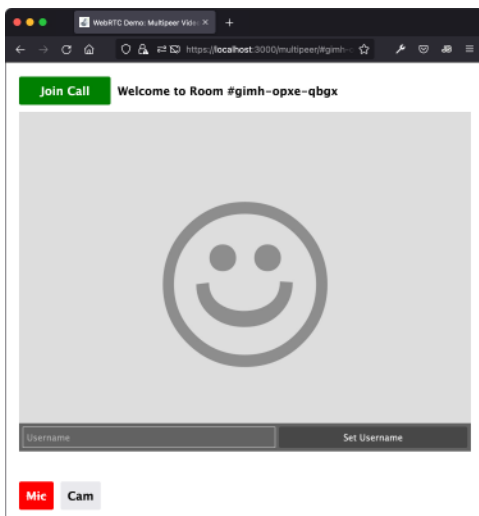 WebRTC Demo: Multipeer Vide
https://localhost:3000/multipeer/#gimh-
Join Call
Welcome to Room #gimh-opxe-qbgx
Username
Set Username
Mic
Cam